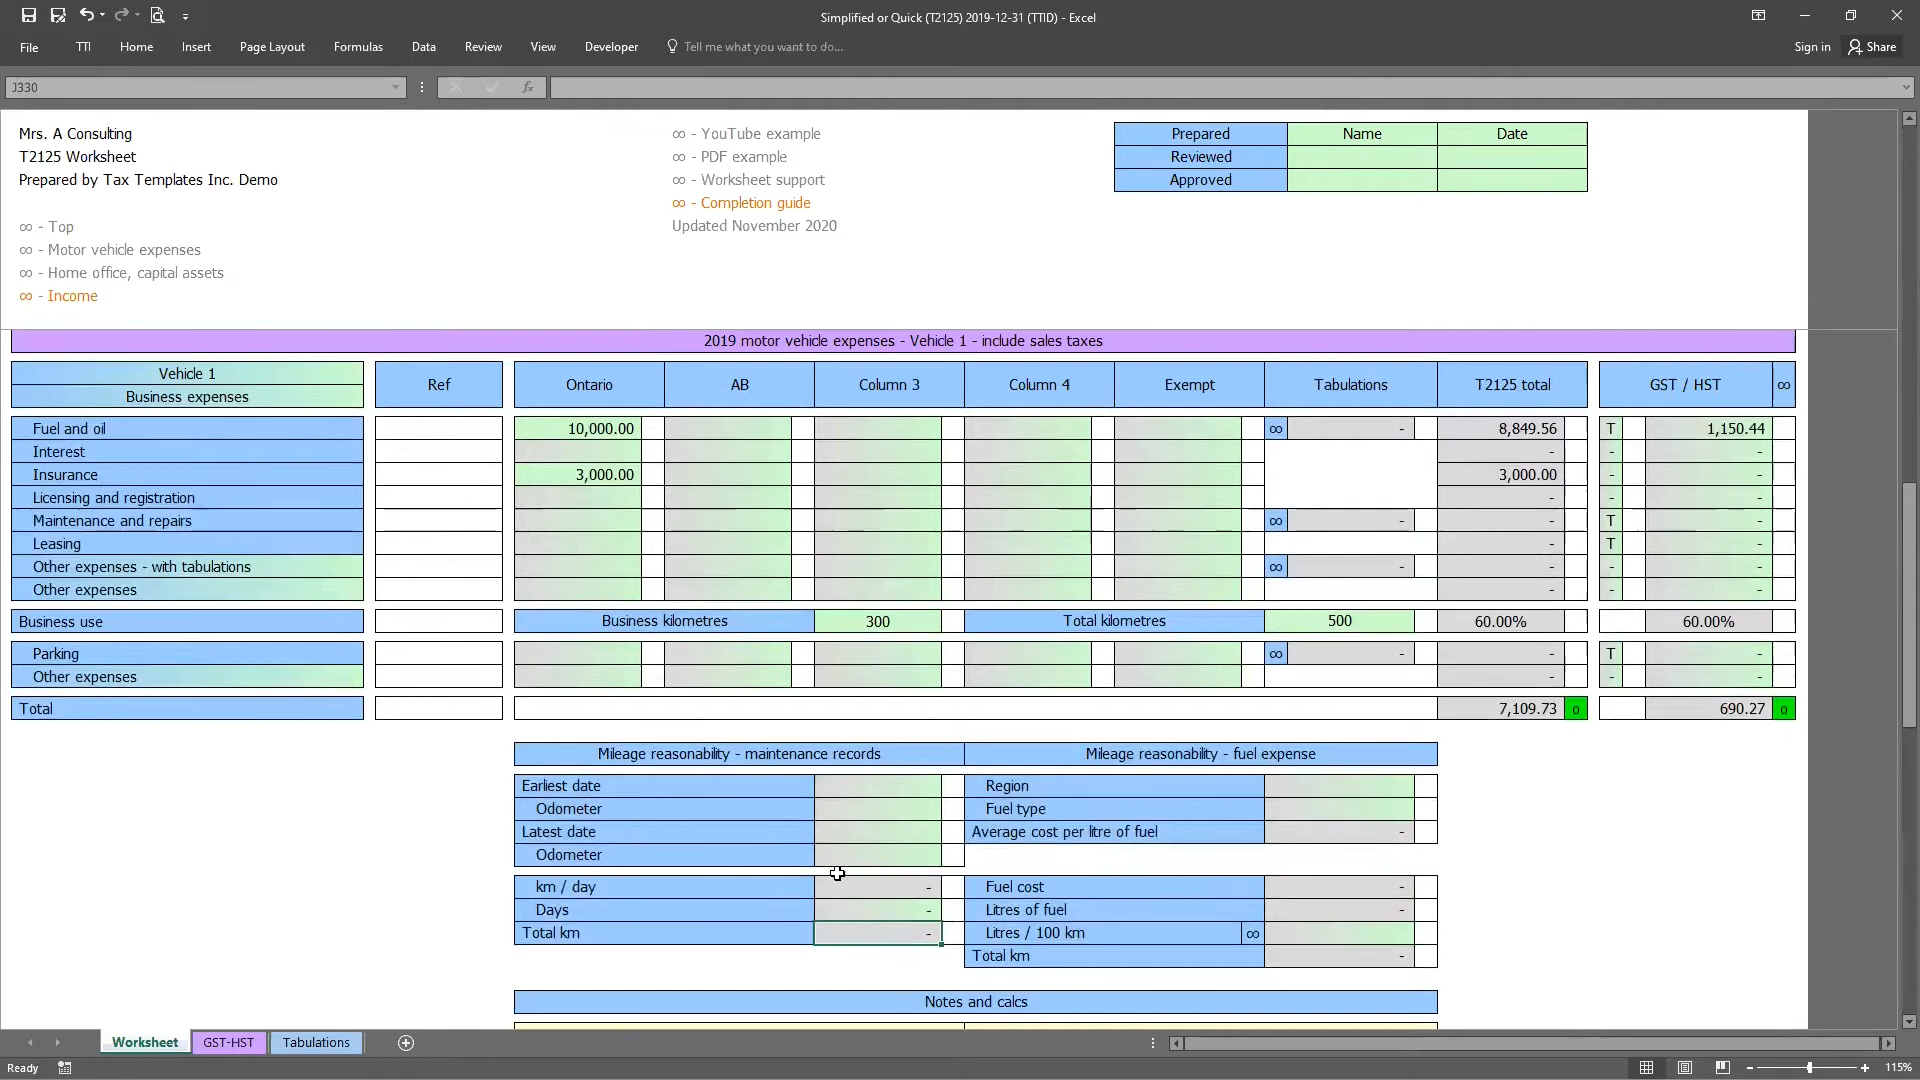 Simplified or Quick (T2125) 2019-12-31 (TTID) - Excel
File TTI Home Insert Page Layout Formulas Data Review View Developer Tell me what you want to do... Sign in Share
J330 fx
Mrs. A Consulting
T2125 Worksheet
Prepared by Tax Templates Inc. Demo
∞ - Top
∞ - Motor vehicle expenses
∞ - Home office, capital assets
∞ - Income
∞ - YouTube example
∞ - PDF example
∞ - Worksheet support
∞ - Completion guide
Updated November 2020
Prepared Name Date
Reviewed
Approved
2019 motor vehicle expenses - Vehicle 1 - include sales taxes
Vehicle 1
Business expenses
Ref Ontario AB Column 3 Column 4 Exempt Tabulations T2125 total GST / HST ∞
Fuel and oil 10,000.00 ∞ - 8,849.56 T 1,150.44
Interest - - -
Insurance 3,000.00 3,000.00 - -
Licensing and registration - - -
Maintenance and repairs ∞ - - T -
Leasing - T -
Other expenses - with tabulations ∞ - - - -
Other expenses - - -
Business use Business kilometres 300 Total kilometres 500 60.00% 60.00%
Parking ∞ - - T -
Other expenses - - -
Total 7,109.73 o 690.27 o
Mileage reasonability - maintenance records Mileage reasonability - fuel expense
Earliest date Region
Odometer Fuel type
Latest date Average cost per litre of fuel -
Odometer
km / day - Fuel cost -
Days - Litres of fuel -
Total km - Litres / 100 km ∞
Total km -
Notes and calcs
Worksheet GST-HST Tabulations
Ready 115%